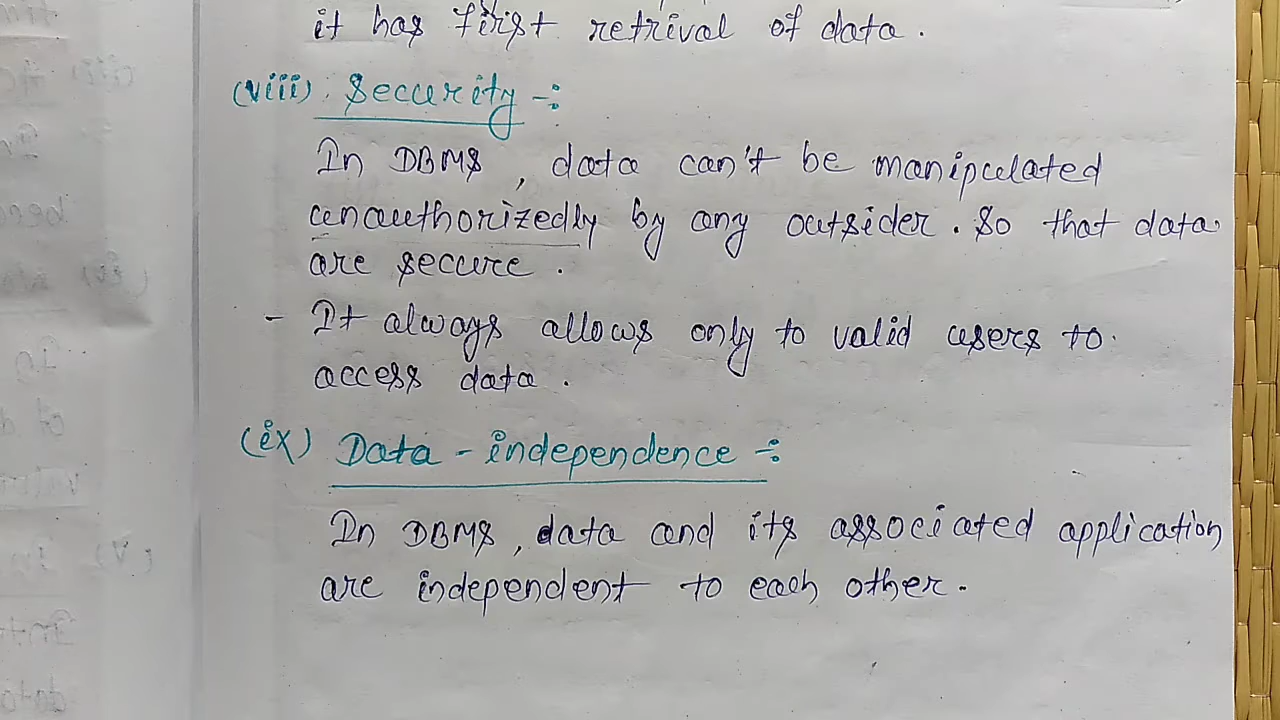 it has first retrival of data.
(viii). Security -:
In DBMS, data can't be manipulated
unauthorizedly by any outsider. So that data
are secure.
- It always allows only to valid users to
access data.
(ix) Data - independence -:
In DBMS, data and its associated application
are independent to each other.